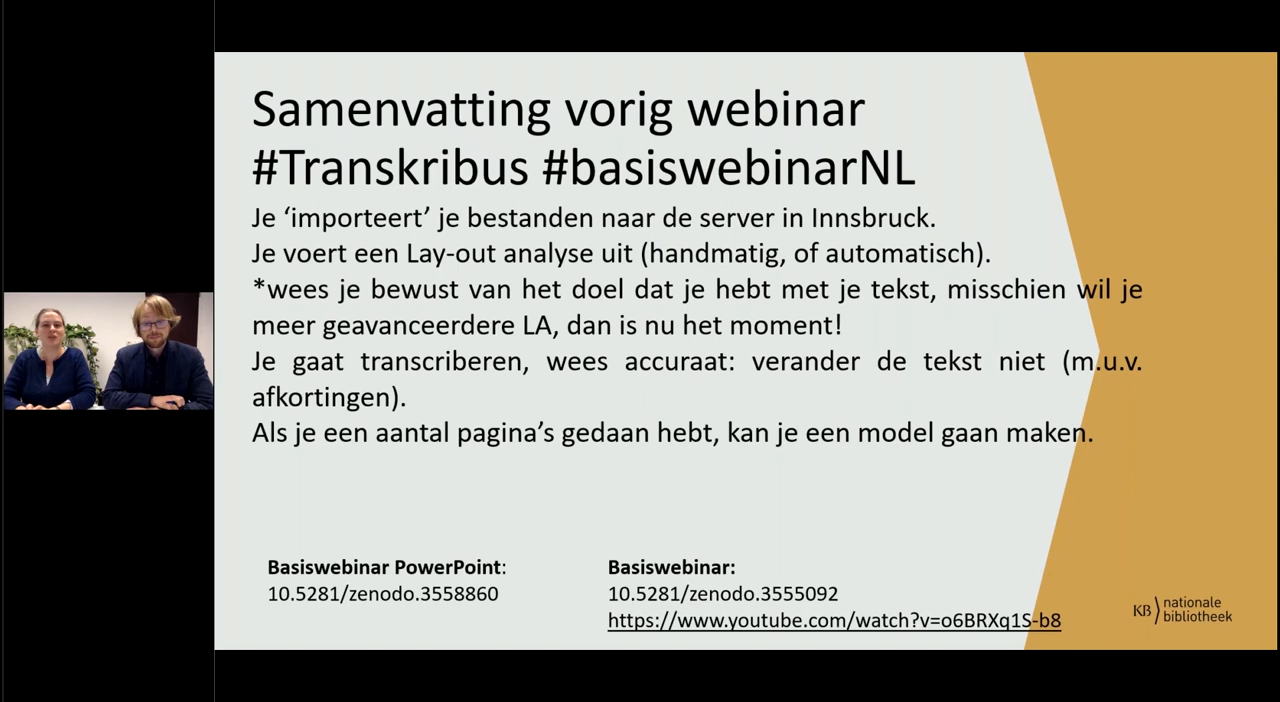 Samenvatting vorig webinar
#Transkribus #basiswebinarNL
Je ‘importeert’ je bestanden naar de server in Innsbruck.
Je voert een Lay-out analyse uit (handmatig, of automatisch).
*wees je bewust van het doel dat je hebt met je tekst, misschien wil je
meer geavanceerdere LA, dan is nu het moment!
Je gaat transcriberen, wees accuraat: verander de tekst niet (m.u.v.
afkortingen).
Als je een aantal pagina’s gedaan hebt, kan je een model gaan maken.
Basiswebinar PowerPoint:
10.5281/zenodo.3558860
Basiswebinar:
10.5281/zenodo.3555092
https://www.youtube.com/watch?v=o6BRXq1S-b8
KB nationale
bibliotheek